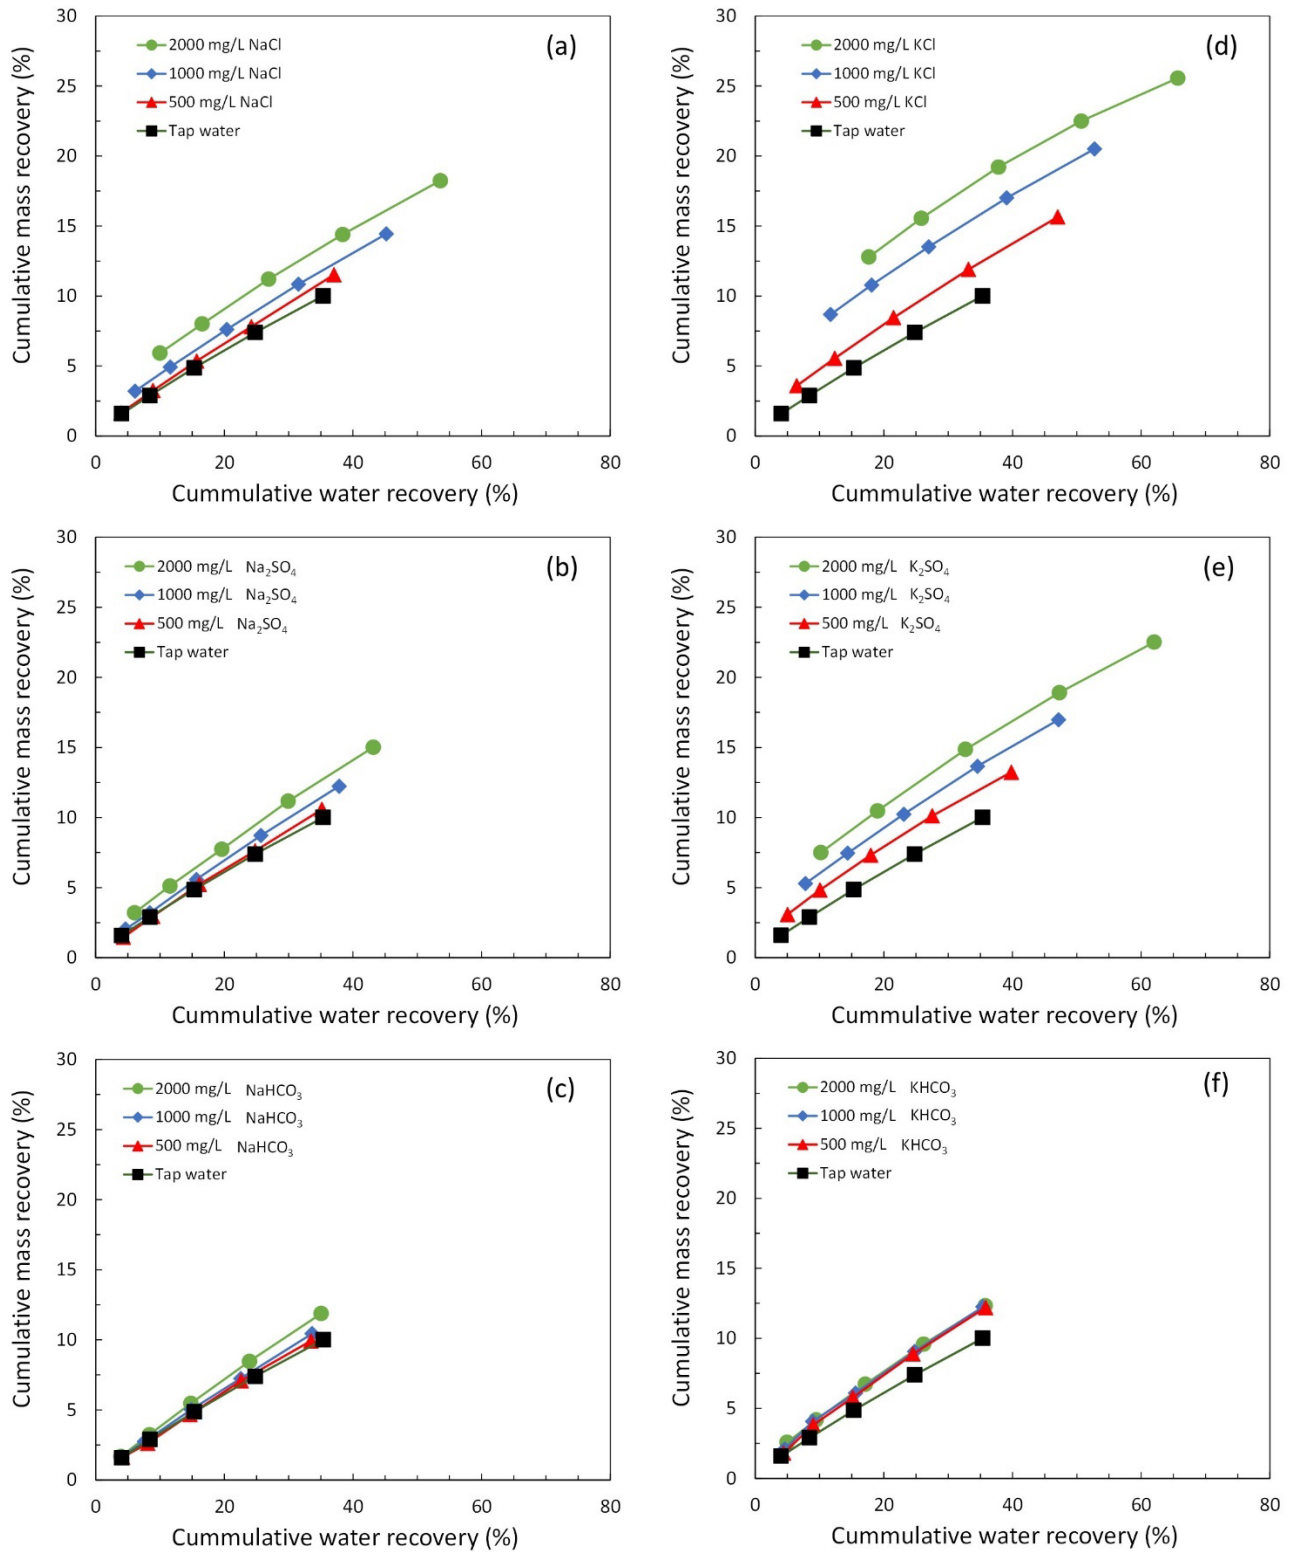 (a)
2000 mg/L NaCl
1000 mg/L NaCl
500 mg/L NaCl
Tap water
Cumulative mass recovery (%)
30
25
20
15
10
5
0
0 20 40 60 80
Cummulative water recovery (%)
(d)
2000 mg/L KCl
1000 mg/L KCl
500 mg/L KCl
Tap water
Cumulative mass recovery (%)
30
25
20
15
10
5
0
0 20 40 60 80
Cummulative water recovery (%)
(b)
2000 mg/L Na₂SO₄
1000 mg/L Na₂SO₄
500 mg/L Na₂SO₄
Tap water
Cumulative mass recovery (%)
30
25
20
15
10
5
0
0 20 40 60 80
Cummulative water recovery (%)
(e)
2000 mg/L K₂SO₄
1000 mg/L K₂SO₄
500 mg/L K₂SO₄
Tap water
Cumulative mass recovery (%)
30
25
20
15
10
5
0
0 20 40 60 80
Cummulative water recovery (%)
(c)
2000 mg/L NaHCO₃
1000 mg/L NaHCO₃
500 mg/L NaHCO₃
Tap water
Cumulative mass recovery (%)
30
25
20
15
10
5
0
0 20 40 60 80
Cummulative water recovery (%)
(f)
2000 mg/L KHCO₃
1000 mg/L KHCO₃
500 mg/L KHCO₃
Tap water
Cumulative mass recovery (%)
30
25
20
15
10
5
0
0 20 40 60 80
Cummulative water recovery (%)